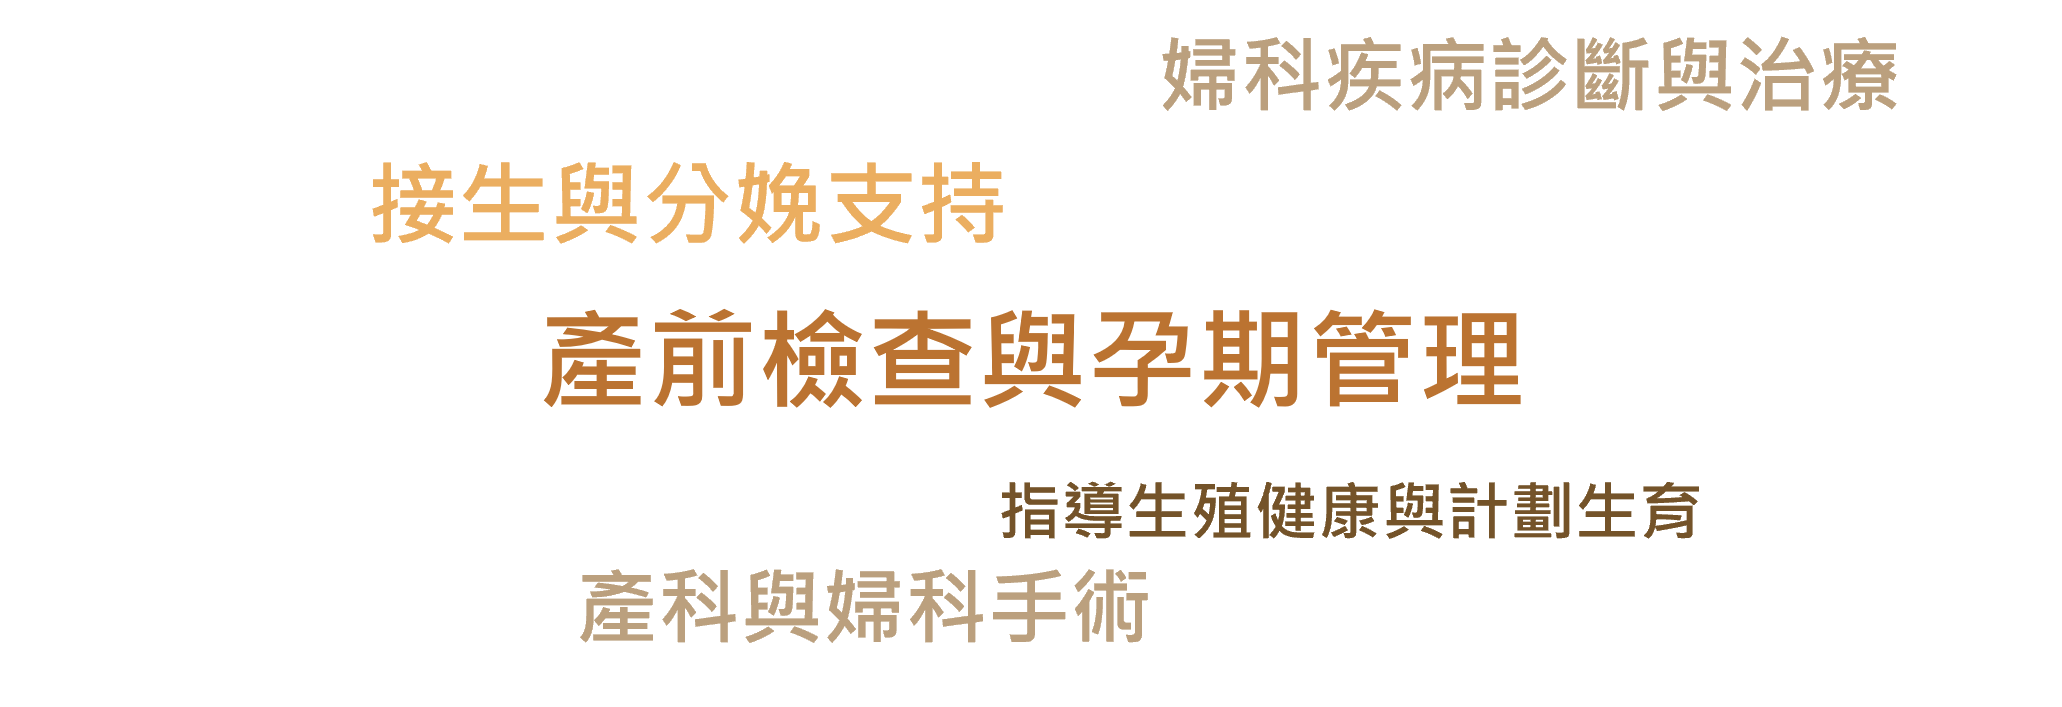 婦科疾病診斷與治療
接生與分娩支持
產前檢查與孕期管理
指導生殖健康與計劃生育
產科與婦科手術